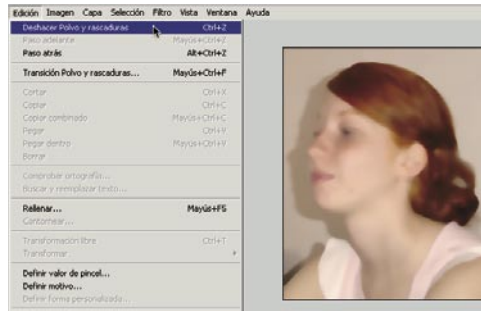 Edición Imagen Capa Selección Filtro Vista Ventana Ayuda
Deshacer Polvo y rascaduras Ctrl+Z
Paso adelante Mayús+Ctrl+Z
Paso atrás Alt+Ctrl+Z
Transición Polvo y rascaduras... Mayús+Ctrl+F
Cortar Ctrl+X
Copiar Ctrl+C
Copiar combinado Mayús+Ctrl+C
Pegar Ctrl+V
Pegar dentro Mayús+Ctrl+V
Borrar
Comprobar ortografía...
Buscar y reemplazar texto...
Rellenar... Mayús+F5
Contornear...
Transformación libre Ctrl+T
Transformar
Definir valor de pincel...
Definir motivo...
Definir forma personalizada...